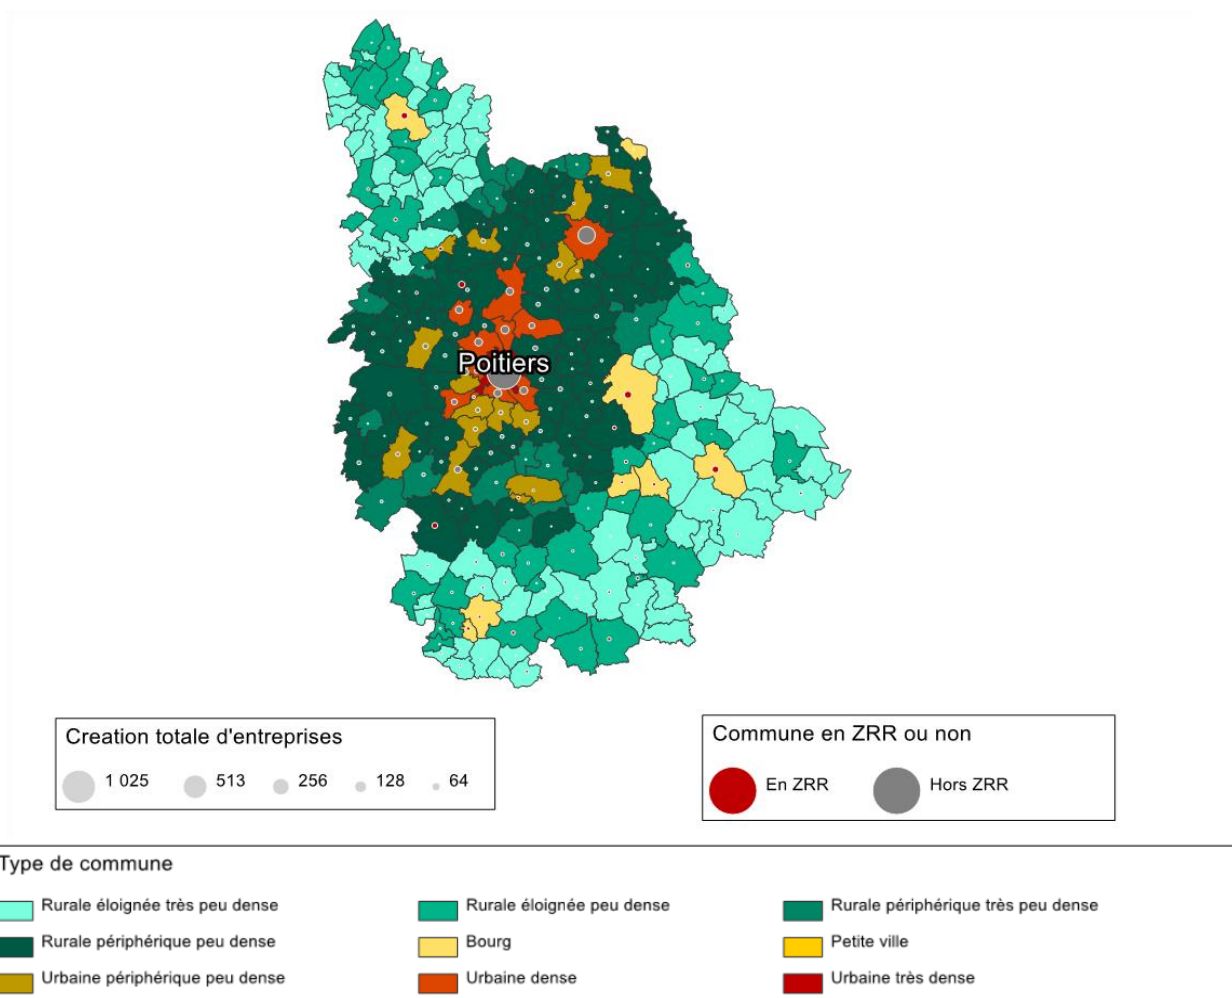 Poitiers
Creation totale d'entreprises
1 025 513 256 128 64
Commune en ZRR ou non
En ZRR Hors ZRR
Type de commune
Rurale éloignée très peu dense Rurale éloignée peu dense Rurale périphérique très peu dense
Rurale périphérique peu dense Bourg Petite ville
Urbaine périphérique peu dense Urbaine dense Urbaine très dense